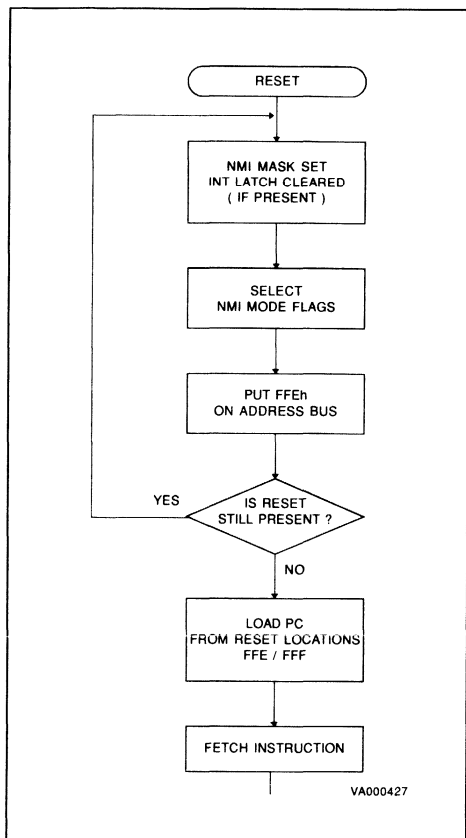 RESET
NMI MASK SET
INT LATCH CLEARED
( IF PRESENT )
SELECT
NMI MODE FLAGS
PUT FFEh
ON ADDRESS BUS
YES
IS RESET
STILL PRESENT ?
NO
LOAD PC
FROM RESET LOCATIONS
FFE / FFF
FETCH INSTRUCTION
VA000427